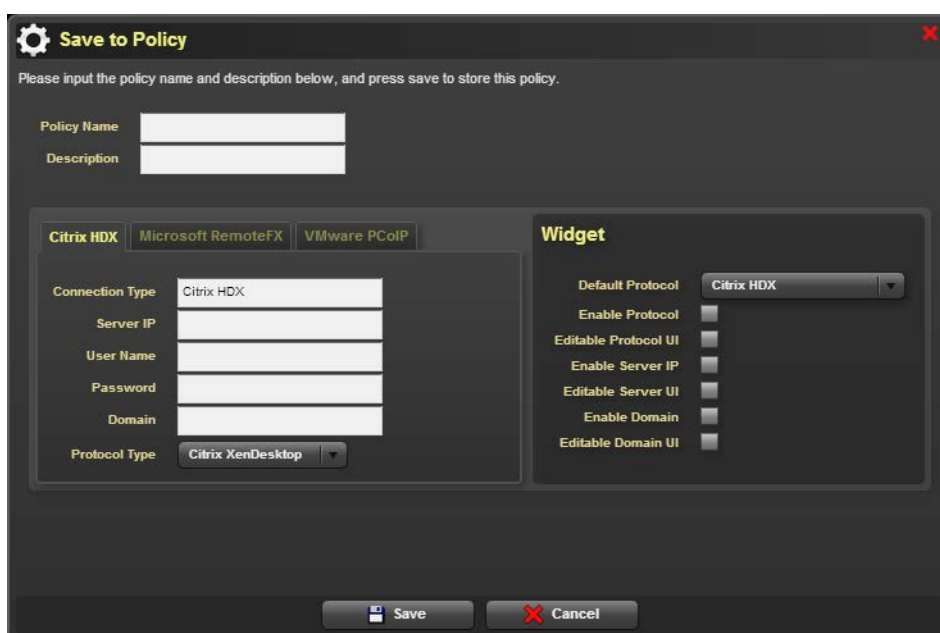 Save to Policy
Please input the policy name and description below, and press save to store this policy.
Policy Name
Description
Citrix HDX
Microsoft RemoteFX
VMware PCoIP
Connection Type
Citrix HDX
Server IP
User Name
Password
Domain
Protocol Type
Citrix XenDesktop
Widget
Default Protocol
Citrix HDX
Enable Protocol
Editable Protocol UI
Enable Server IP
Editable Server UI
Enable Domain
Editable Domain UI
Save
Cancel